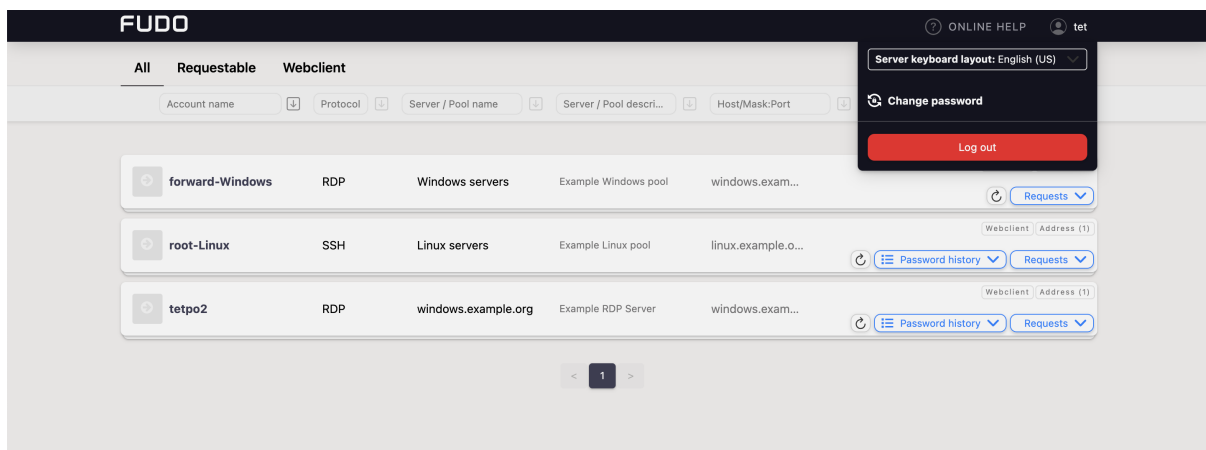 FUDO
ONLINE HELP
tet
Server keyboard layout: English (US)
Change password
Log out
All Requestable Webclient
Account name Protocol Server / Pool name Server / Pool descri... Host/Mask:Port
forward-Windows RDP Windows servers Example Windows pool windows.exam...
Requests
Webclient Address (1)
root-Linux SSH Linux servers Example Linux pool linux.example.o...
Password history Requests
Webclient Address (1)
tetpo2 RDP windows.example.org Example RDP Server windows.exam...
Password history Requests
< 1 >